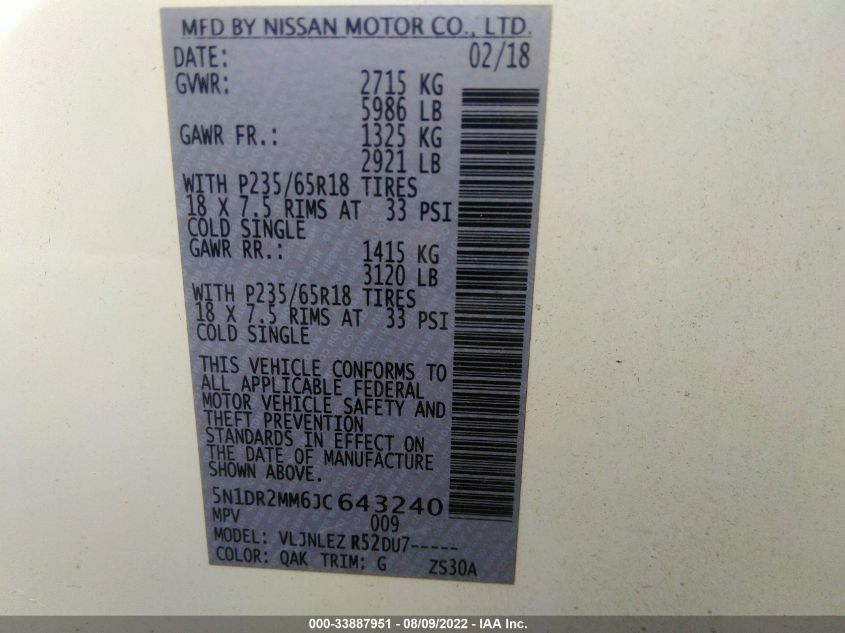 MFD BY NISSAN MOTOR CO., LTD.
DATE: 02/18
GVWR: 2715 KG
5986 LB
GAWR FR.: 1325 KG
2921 LB
WITH P235/65R18 TIRES
18 X 7.5 RIMS AT 33 PSI
COLD SINGLE
GAWR RR.: 1415 KG
3120 LB
WITH P235/65R18 TIRES
18 X 7.5 RIMS AT 33 PSI
COLD SINGLE
THIS VEHICLE CONFORMS TO
ALL APPLICABLE FEDERAL
MOTOR VEHICLE SAFETY AND
THEFT PREVENTION
STANDARDS IN EFFECT ON
THE DATE OF MANUFACTURE
SHOWN ABOVE.
5N1DR2MM6JC643240
MPV 009
MODEL: VLJNLEZ R52DU7-----
COLOR: QAK TRIM: G ZS30A
000-33887951 - 08/09/2022 - IAA Inc.